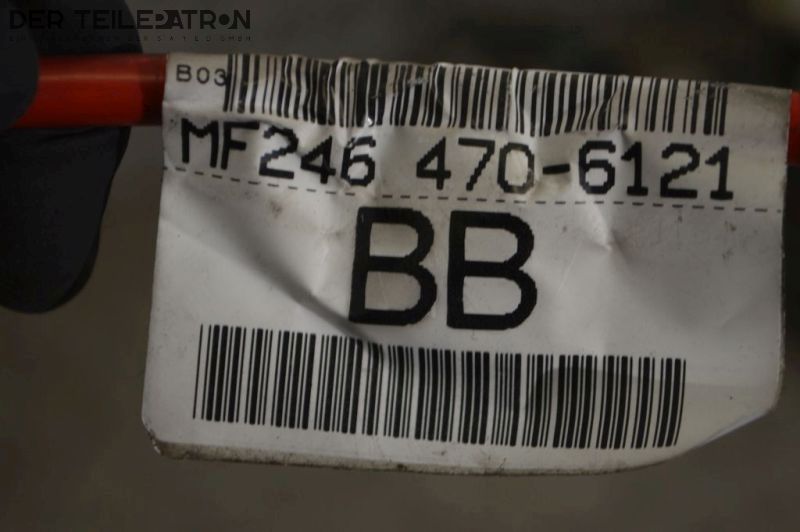 DER TEILEPATRON
B03
MF246 470-6121
BB